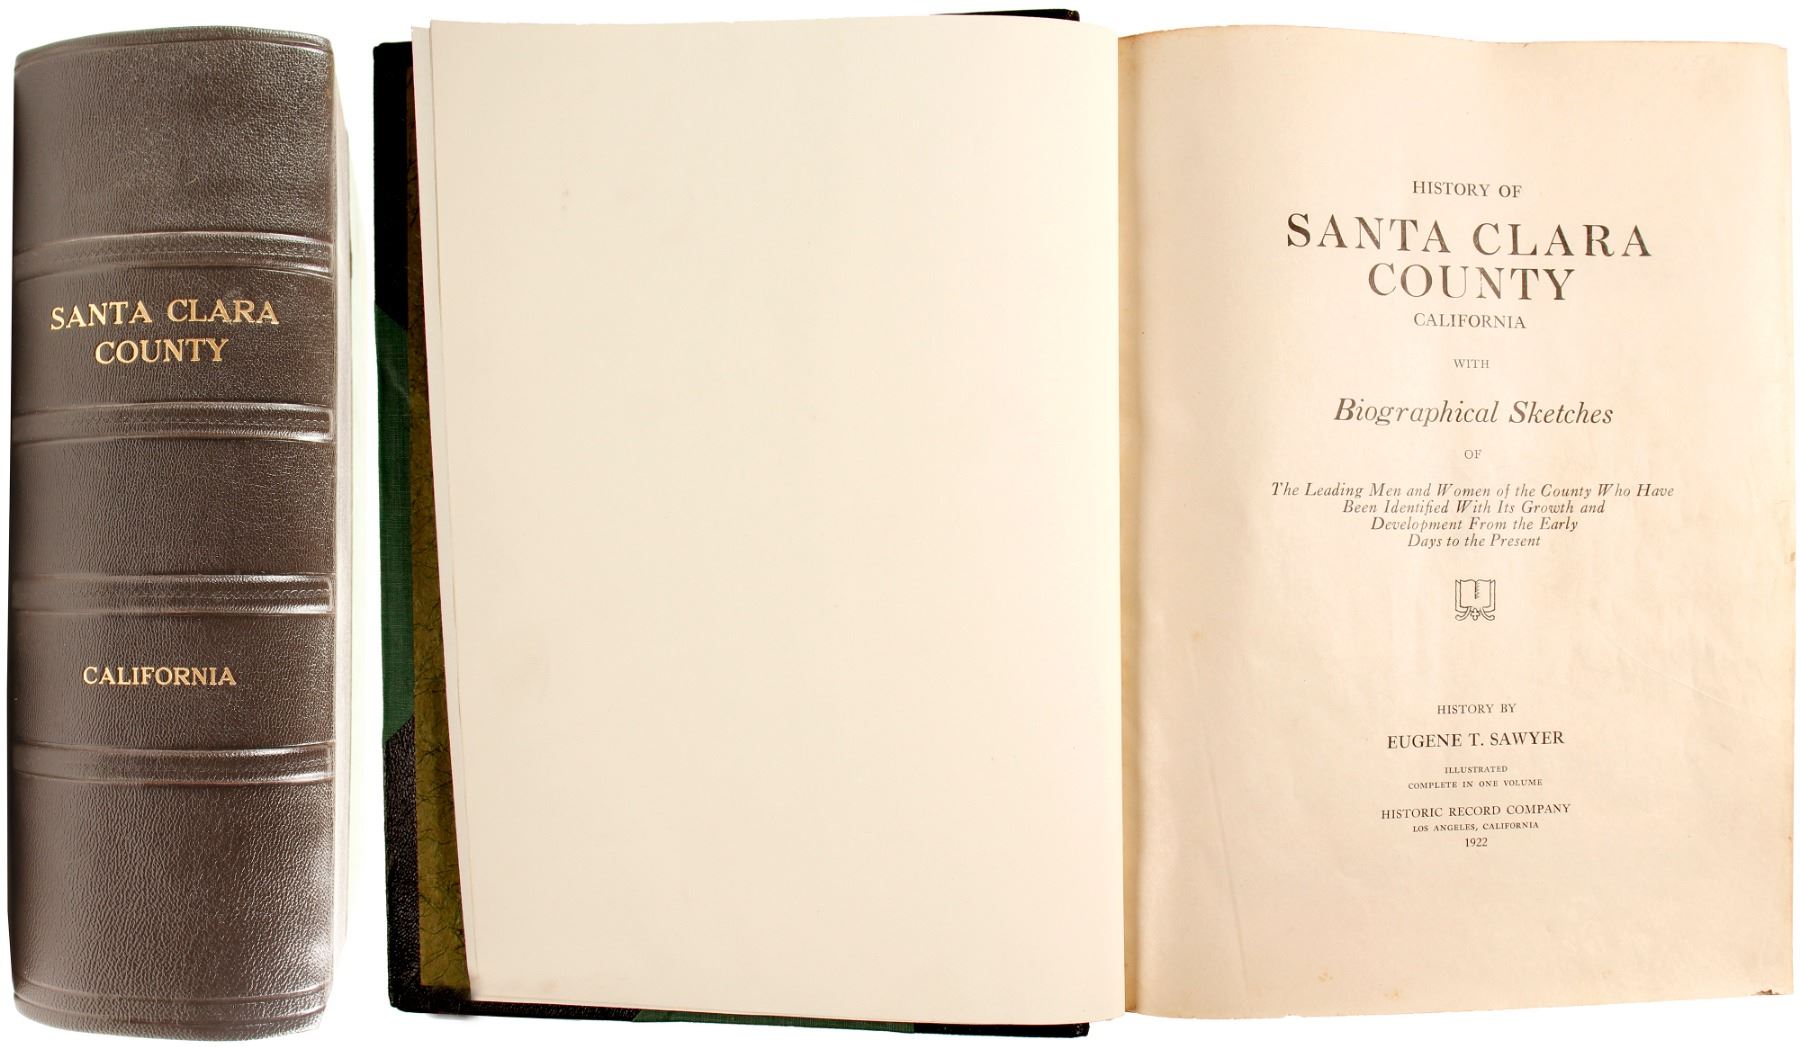 SANTA CLARA
COUNTY
CALIFORNIA
HISTORY OF
SANTA CLARA
COUNTY
CALIFORNIA
WITH
Biographical Sketches
OF
The Leading Men and Women of the County Who Have
Been Identified With Its Growth and
Development From the Early
Days to the Present
HISTORY BY
EUGENE T. SAWYER
ILLUSTRATED
COMPLETE IN ONE VOLUME
HISTORIC RECORD COMPANY
LOS ANGELES, CALIFORNIA
1922